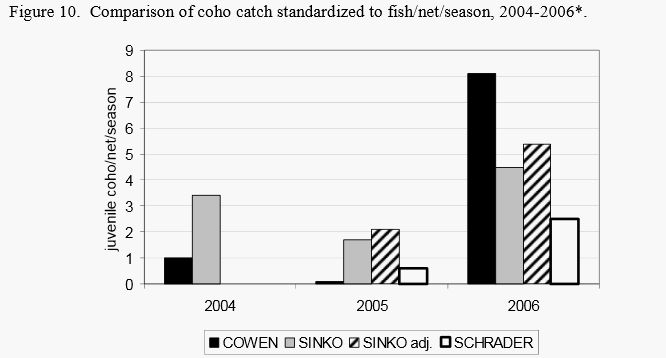 Figure 10. Comparison of coho catch standardized to fish/net/season, 2004-2006*.
juvenile coho/net/season
9
8
7
6
5
4
3
2
1
0
2004 2005 2006
COWEN SINKO SINKO adj. SCHRADER